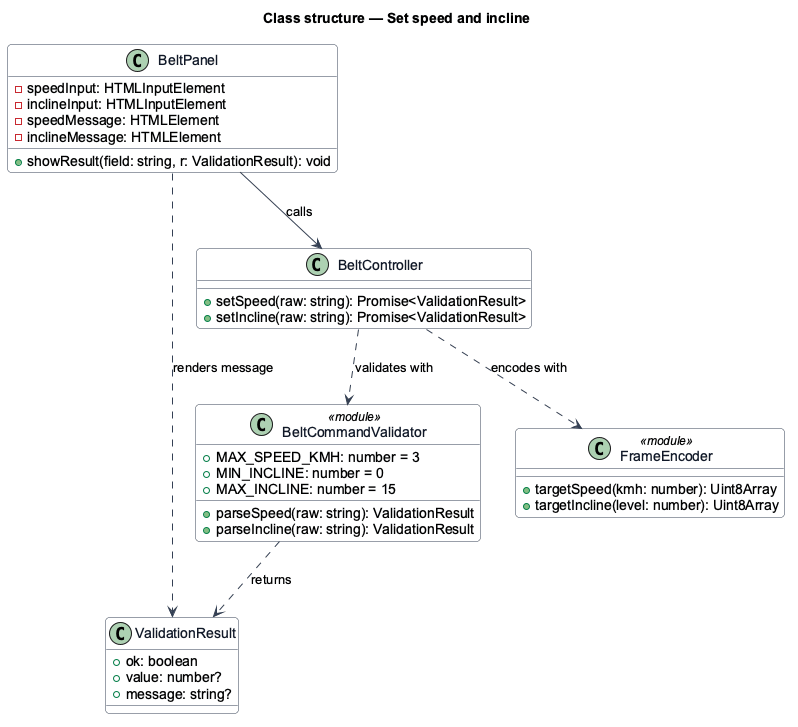 Class structure — Set speed and incline
C BeltPanel
speedInput: HTMLInputElement
inclineInput: HTMLInputElement
speedMessage: HTMLElement
inclineMessage: HTMLElement
showResult(field: string, r: ValidationResult): void
calls
C BeltController
setSpeed(raw: string): Promise<ValidationResult>
setIncline(raw: string): Promise<ValidationResult>
renders message
validates with
encodes with
«module»
C BeltCommandValidator
MAX_SPEED_KMH: number = 3
MIN_INCLINE: number = 0
MAX_INCLINE: number = 15
parseSpeed(raw: string): ValidationResult
parseIncline(raw: string): ValidationResult
«module»
C FrameEncoder
targetSpeed(kmh: number): Uint8Array
targetIncline(level: number): Uint8Array
returns
C ValidationResult
ok: boolean
value: number?
message: string?